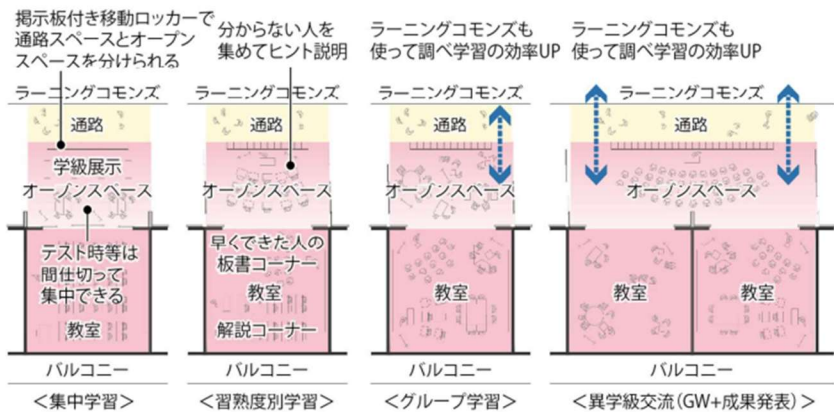 掲示板付き移動ロッカーで
通路スペースとオープン
スペースを分けられる
ラーニングコモンズ
通路
学級展示
オープンスペース
テスト時等は
間仕切って
集中できる
教室
バルコニー
＜集中学習＞
分からない人を
集めてヒント説明
ラーニングコモンズ
通路
オープンスペース
早くできた人の
板書コーナー
教室
解説コーナー
バルコニー
＜習熟度別学習＞
ラーニングコモンズも
使って調べ学習の効率UP
ラーニングコモンズ
通路
オープンスペース
教室
バルコニー
＜グループ学習＞
ラーニングコモンズも
使って調べ学習の効率UP
ラーニングコモンズ
通路
オープンスペース
教室
教室
バルコニー
＜異学級交流(GW+成果発表)＞